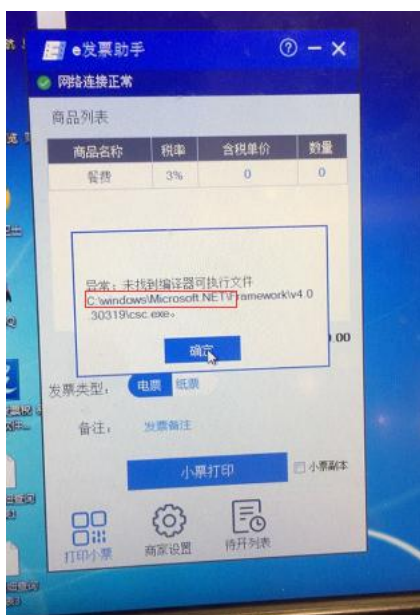 e发票助手
网络连接正常
商品列表
商品名称 税率 含税单价 数量
餐费 3% 0 0
异常：未找到编译器可执行文件
C:\windows\Microsoft.NET\Framework\v4.0
.30319\csc.exe。
确定
.00
发票类型： 电票 纸票
备注： 发票备注
小票打印 小票副本
打印小票 商家设置 待开列表